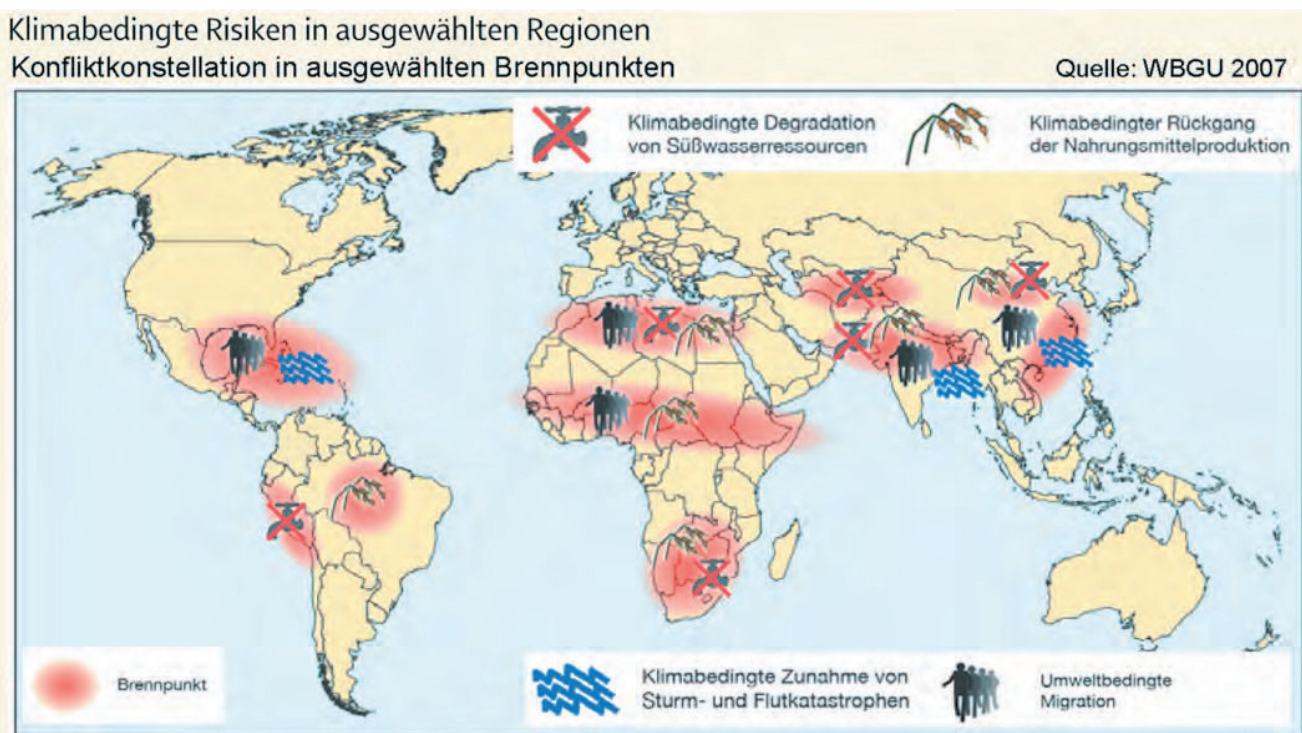 Klimabedingte Risiken in ausgewählten Regionen
Konfliktkonstellation in ausgewählten Brennpunkten
Quelle: WBGU 2007
Klimabedingte Degradation
von Süßwasserressourcen
Klimabedingter Rückgang
der Nahrungsmittelproduktion
Brennpunkt
Klimabedingte Zunahme von
Sturm- und Flutkatastrophen
Umweltbedingte
Migration